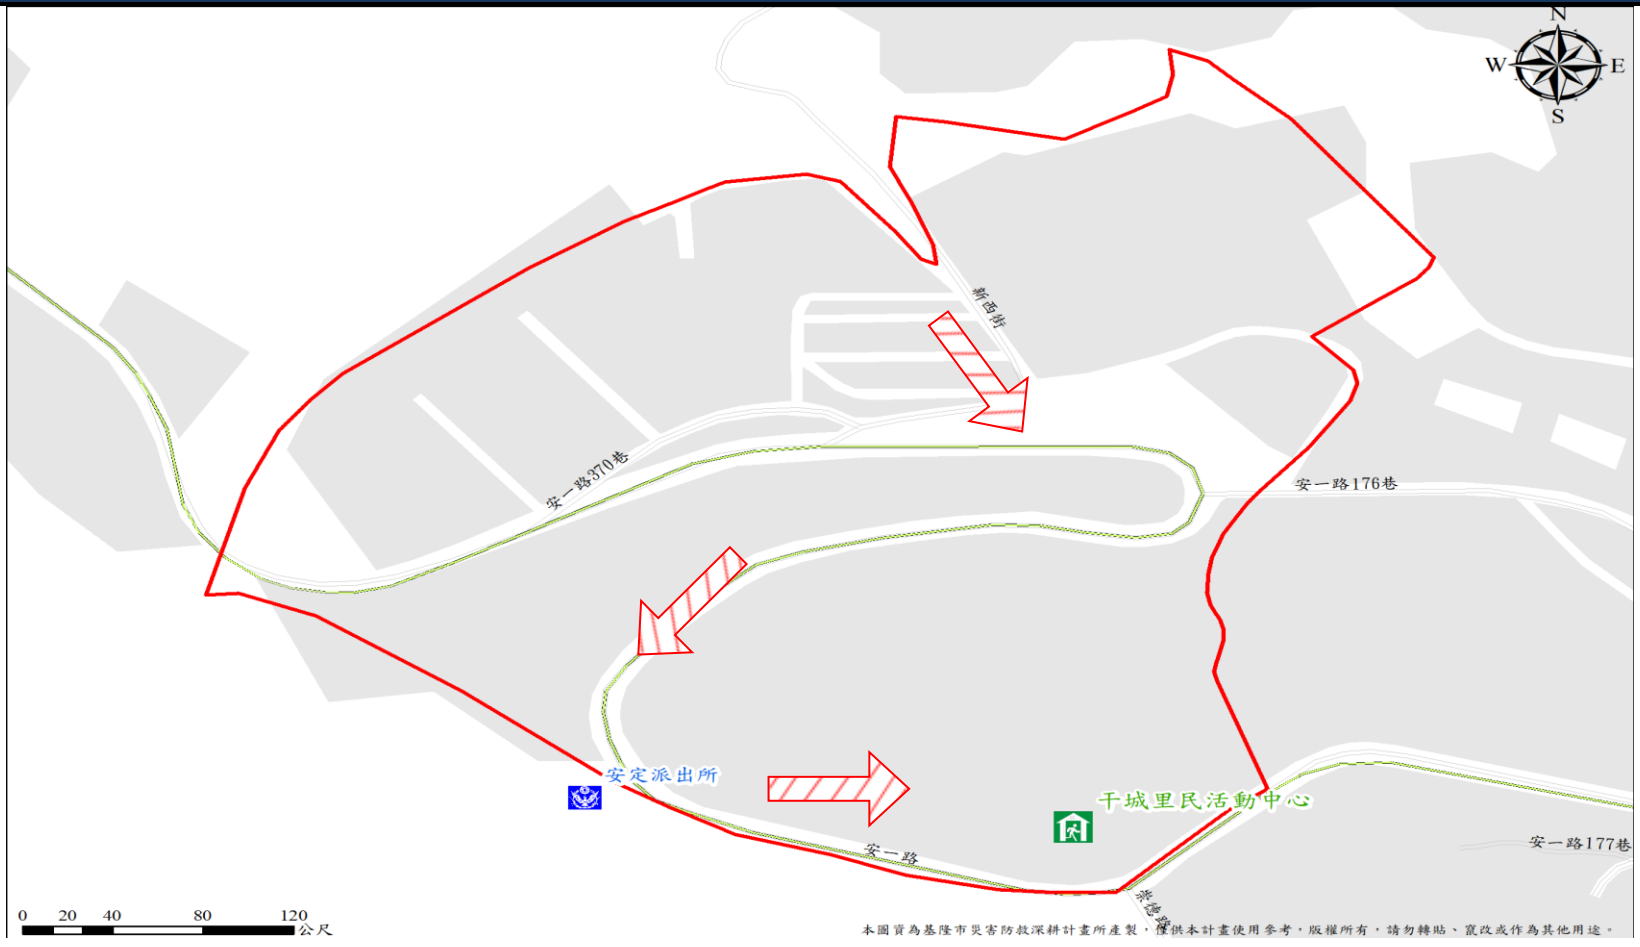 N
W E
S
新西街
安一路370巷
安一路176巷
安定派出所
干城里民活動中心
安一路
安一路177巷
崇德路
0 20 40 80 120
公尺
本圖資為基隆市災害防救深耕計畫所產製，僅供本計畫使用參考，版權所有，請勿轉貼、竄改或作為其他用途。